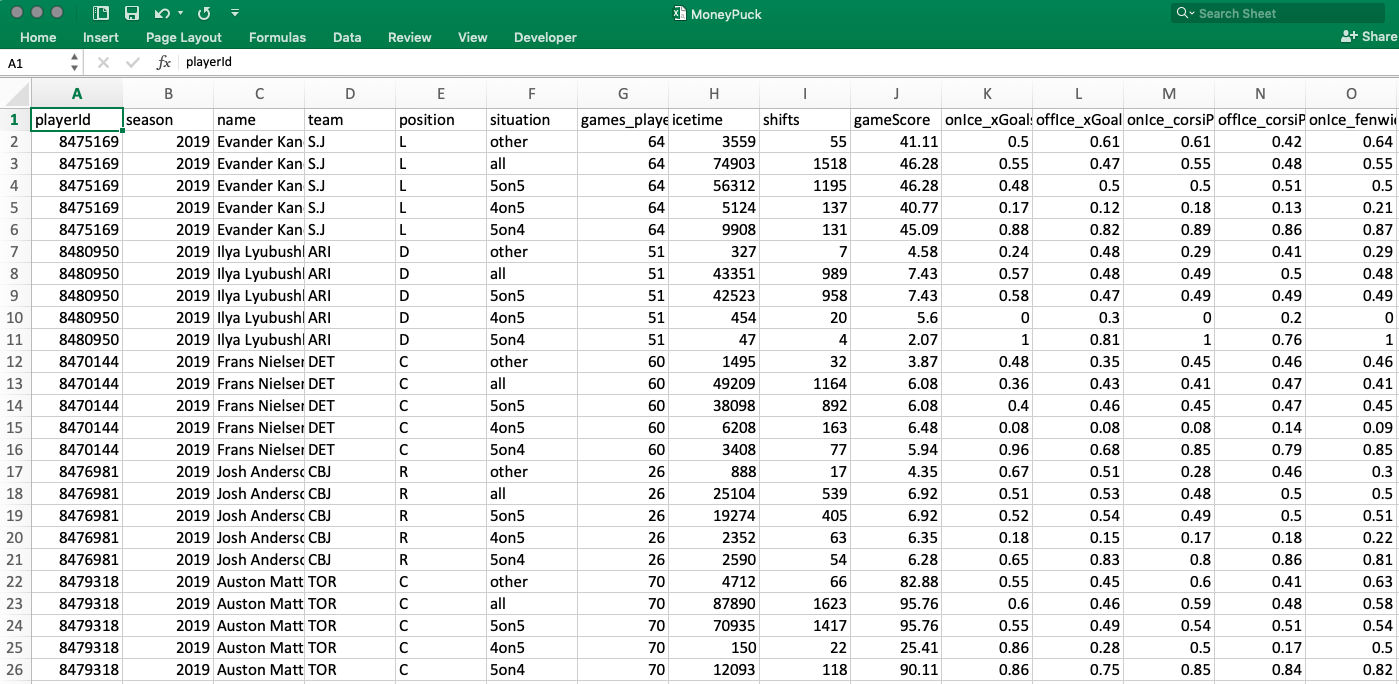 MoneyPuck
Search Sheet
Home Insert Page Layout Formulas Data Review View Developer Share
A1 fx playerId
A B C D E F G H I J K L M N O
1 playerId season name team position situation games_playe icetime shifts gameScore onIce_xGoals offIce_xGoal onIce_corsiP offIce_corsiP onIce_fenwi
2 8475169 2019 Evander Kan S.J L other 64 3559 55 41.11 0.5 0.61 0.61 0.42 0.64
3 8475169 2019 Evander Kan S.J L all 64 74903 1518 46.28 0.55 0.47 0.55 0.48 0.55
4 8475169 2019 Evander Kan S.J L 5on5 64 56312 1195 46.28 0.48 0.5 0.5 0.51 0.5
5 8475169 2019 Evander Kan S.J L 4on5 64 5124 137 40.77 0.17 0.12 0.18 0.13 0.21
6 8475169 2019 Evander Kan S.J L 5on4 64 9908 131 45.09 0.88 0.82 0.89 0.86 0.87
7 8480950 2019 Ilya Lyubushl ARI D other 51 327 7 4.58 0.24 0.48 0.29 0.41 0.29
8 8480950 2019 Ilya Lyubushl ARI D all 51 43351 989 7.43 0.57 0.48 0.49 0.5 0.48
9 8480950 2019 Ilya Lyubushl ARI D 5on5 51 42523 958 7.43 0.58 0.47 0.49 0.49 0.49
10 8480950 2019 Ilya Lyubushl ARI D 4on5 51 454 20 5.6 0 0.3 0 0.2 0
11 8480950 2019 Ilya Lyubushl ARI D 5on4 51 47 4 2.07 1 0.81 1 0.76 1
12 8470144 2019 Frans Nielser DET C other 60 1495 32 3.87 0.48 0.35 0.45 0.46 0.46
13 8470144 2019 Frans Nielser DET C all 60 49209 1164 6.08 0.36 0.43 0.41 0.47 0.41
14 8470144 2019 Frans Nielser DET C 5on5 60 38098 892 6.08 0.4 0.46 0.45 0.47 0.45
15 8470144 2019 Frans Nielser DET C 4on5 60 6208 163 6.48 0.08 0.08 0.08 0.14 0.09
16 8470144 2019 Frans Nielser DET C 5on4 60 3408 77 5.94 0.96 0.68 0.85 0.79 0.85
17 8476981 2019 Josh Anderso CBJ R other 26 888 17 4.35 0.67 0.51 0.28 0.46 0.3
18 8476981 2019 Josh Anderso CBJ R all 26 25104 539 6.92 0.51 0.53 0.48 0.5 0.5
19 8476981 2019 Josh Anderso CBJ R 5on5 26 19274 405 6.92 0.52 0.54 0.49 0.5 0.51
20 8476981 2019 Josh Anderso CBJ R 4on5 26 2352 63 6.35 0.18 0.15 0.17 0.18 0.22
21 8476981 2019 Josh Anderso CBJ R 5on4 26 2590 54 6.28 0.65 0.83 0.8 0.86 0.81
22 8479318 2019 Auston Matt TOR C other 70 4712 66 82.88 0.55 0.45 0.6 0.41 0.63
23 8479318 2019 Auston Matt TOR C all 70 87890 1623 95.76 0.6 0.46 0.59 0.48 0.58
24 8479318 2019 Auston Matt TOR C 5on5 70 70935 1417 95.76 0.55 0.49 0.54 0.51 0.54
25 8479318 2019 Auston Matt TOR C 4on5 70 150 22 25.41 0.86 0.28 0.5 0.17 0.5
26 8479318 2019 Auston Matt TOR C 5on4 70 12093 118 90.11 0.86 0.75 0.85 0.84 0.82